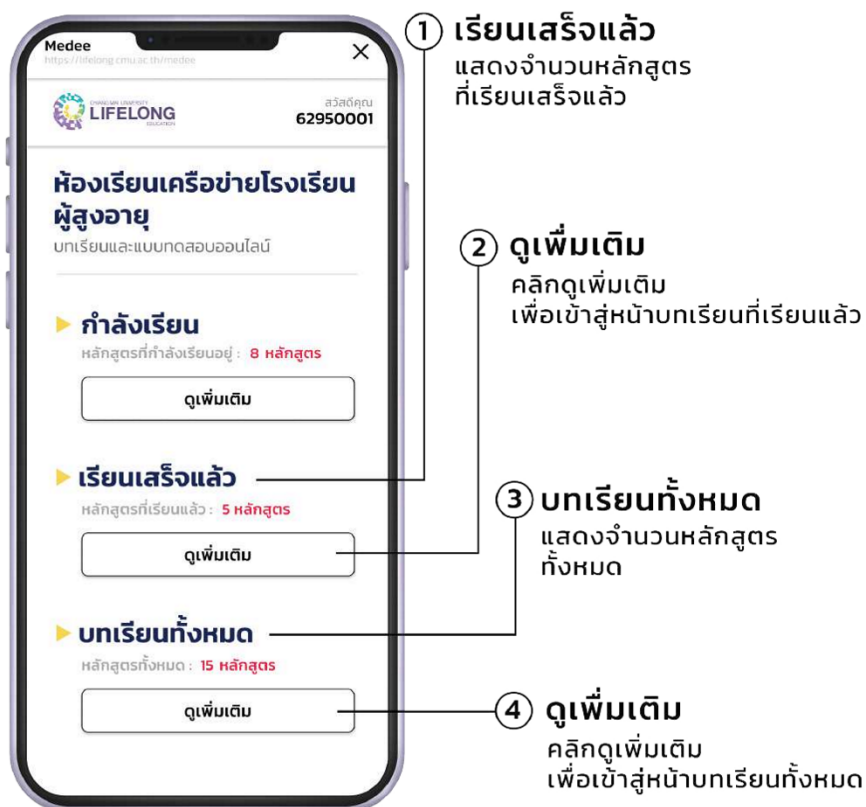 Medee
https://lifelong.cmu.ac.th/medee
CHIANG MAI UNIVERSITY
LIFELONG
EDUCATION
สวัสดีคุณ
62950001
ห้องเรียนเครือข่ายโรงเรียน
ผู้สูงอายุ
บทเรียนและแบบทดสอบออนไลน์
กำลังเรียน
หลักสูตรที่กำลังเรียนอยู่ : 8 หลักสูตร
ดูเพิ่มเติม
เรียนเสร็จแล้ว
หลักสูตรที่เรียนแล้ว : 5 หลักสูตร
ดูเพิ่มเติม
บทเรียนทั้งหมด
หลักสูตรทั้งหมด : 15 หลักสูตร
ดูเพิ่มเติม
1 เรียนเสร็จแล้ว
แสดงจำนวนหลักสูตร
ที่เรียนเสร็จแล้ว
2 ดูเพิ่มเติม
คลิกดูเพิ่มเติม
เพื่อเข้าสู่หน้าบทเรียนที่เรียนแล้ว
3 บทเรียนทั้งหมด
แสดงจำนวนหลักสูตร
ทั้งหมด
4 ดูเพิ่มเติม
คลิกดูเพิ่มเติม
เพื่อเข้าสู่หน้าบทเรียนทั้งหมด